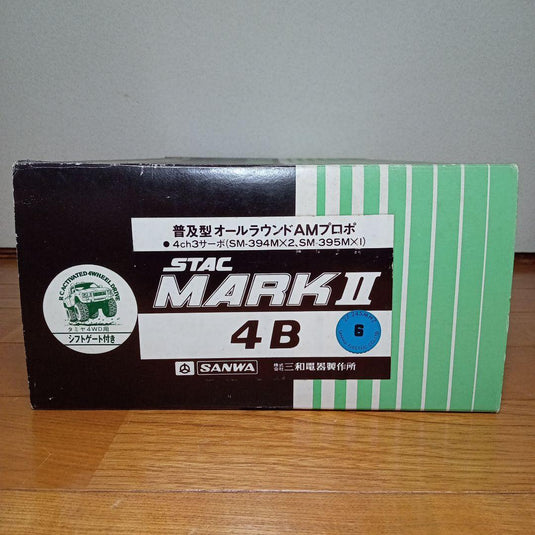 普及型オールラウンドAMプロポ
●4ch3サーボ(SM-394M×2、SM-395M×1)
STAC
MARK II
4B
6
SANWA
株式会社 三和電器製作所
R/C ACTIVATED 4 WHEEL DRIVE
タミヤ4WD用
シフトゲート付き